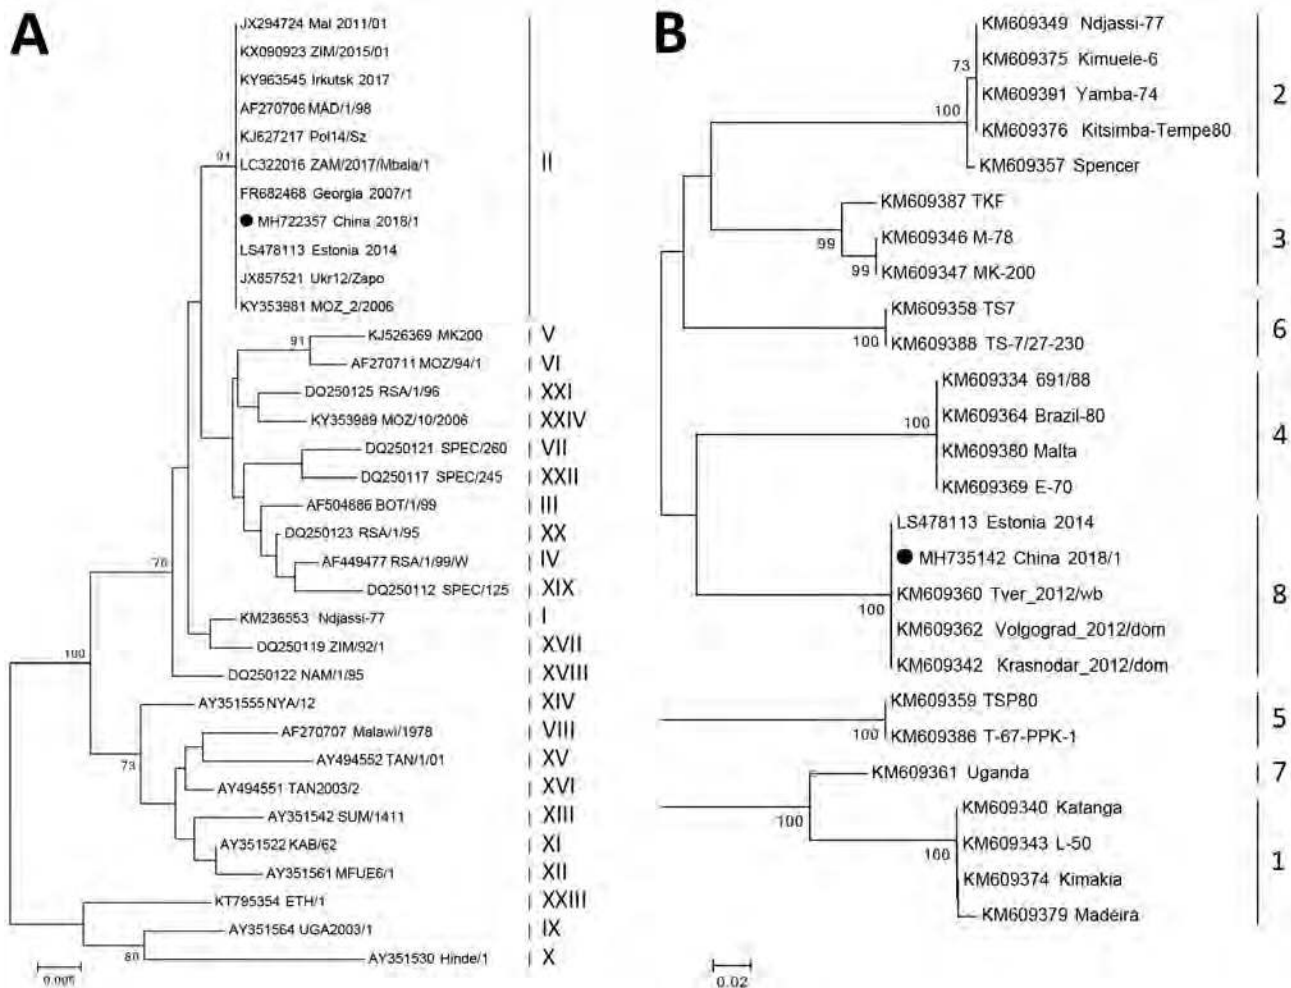 A
JX294724 Mal 2011/01
KX090923 ZIM/2015/01
KY963545 Irkutsk 2017
AF270706 MAD/1/98
KJ627217 Pol14/Sz
91
LC322016 ZAM/2017/Mbala/1
II
FR682468 Georgia 2007/1
MH722357 China 2018/1
LS478113 Estonia 2014
JX857521 Ukr12/Zapo
KY353981 MOZ_2/2006
KJ526369 MK200
V
91
AF270711 MOZ/94/1
VI
DQ250125 RSA/1/96
XXI
KY353989 MOZ/10/2006
XXIV
DQ250121 SPEC/260
VII
DQ250117 SPEC/245
XXII
AF504886 BOT/1/99
III
DQ250123 RSA/1/95
XX
AF449477 RSA/1/99/W
IV
DQ250112 SPEC/125
XIX
KM236553 Ndjassi-77
I
DQ250119 ZIM/92/1
XVII
DQ250122 NAM/1/95
XVIII
100
AY351555 NYA/12
XIV
AF270707 Malawi/1978
VIII
AY494552 TAN/1/01
XV
73
AY494551 TAN2003/2
XVI
AY351542 SUM/1411
XIII
AY351522 KAB/62
XI
AY351561 MFUE6/1
XII
KT795354 ETH/1
XXIII
AY351564 UGA2003/1
IX
80
AY351530 Hinde/1
X
0.005
B
KM609349 Ndjassi-77
73
KM609375 Kimuele-6
KM609391 Yamba-74
2
100
KM609376 Kitsimba-Tempe80
KM609357 Spencer
KM609387 TKF
99
KM609346 M-78
3
99
KM609347 MK-200
KM609358 TS7
6
100
KM609388 TS-7/27-230
KM609334 691/88
KM609364 Brazil-80
100
4
KM609380 Malta
KM609369 E-70
LS478113 Estonia 2014
MH735142 China 2018/1
KM609360 Tver_2012/wb
8
100
KM609362 Volgograd_2012/dom
KM609342 Krasnodar_2012/dom
KM609359 TSP80
5
100
KM609386 T-67-PPK-1
KM609361 Uganda
7
100
KM609340 Katanga
KM609343 L-50
100
1
KM609374 Kimakia
KM609379 Madeira
0.02